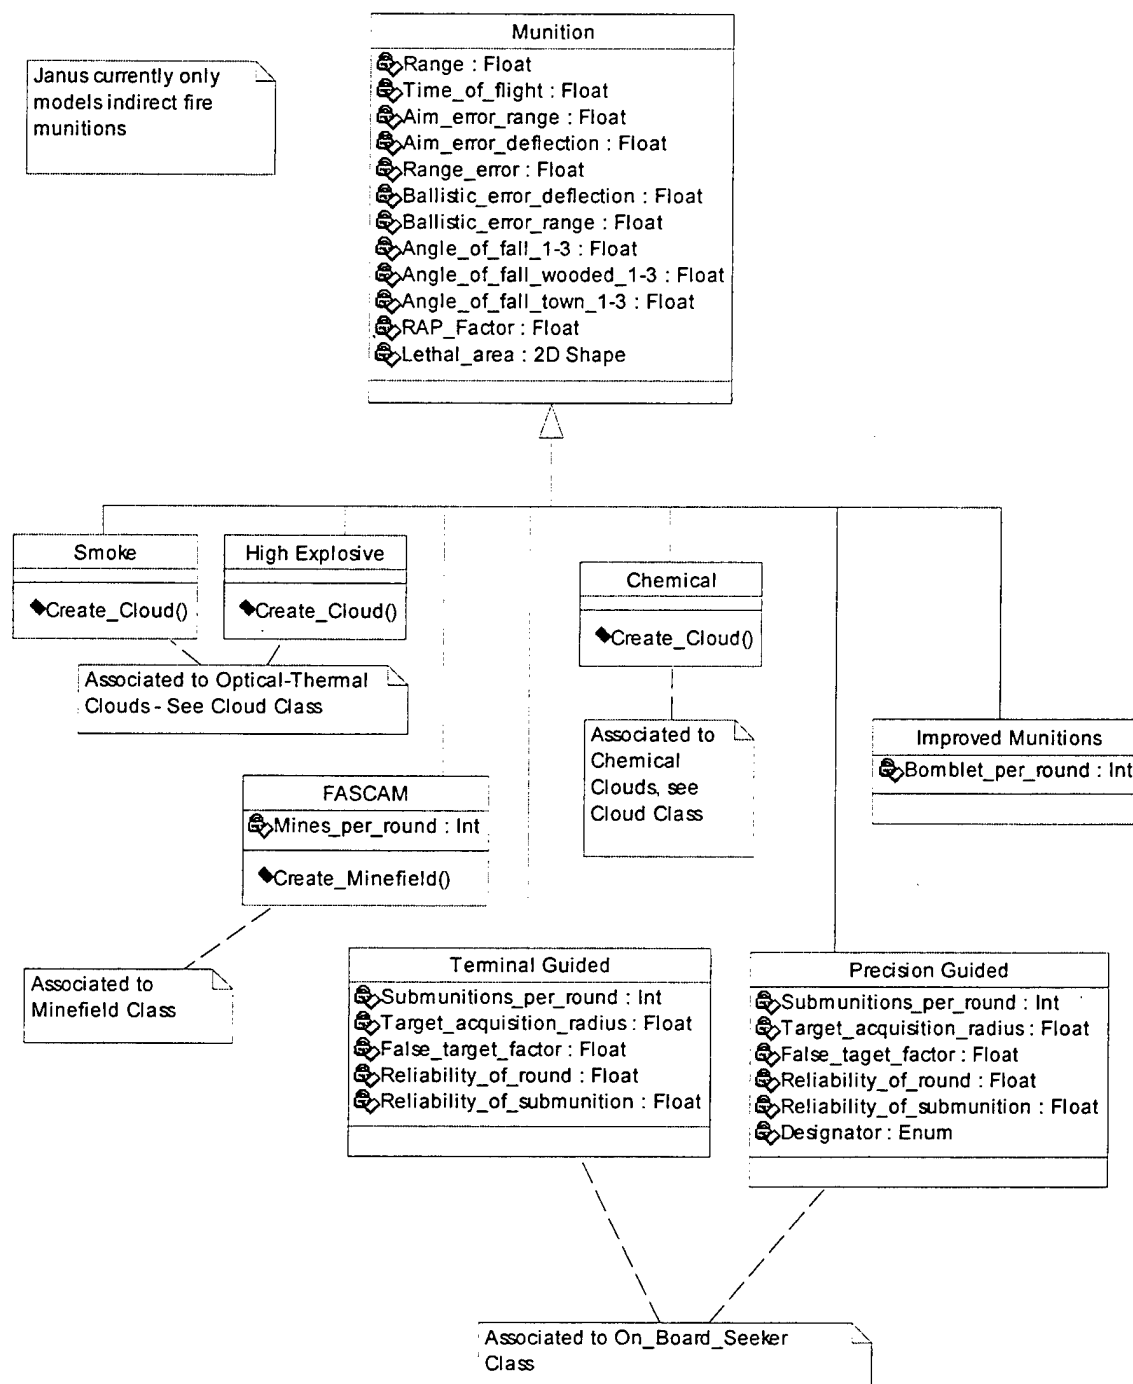 Munition
Range : Float
Time_of_flight : Float
Aim_error_range : Float
Aim_error_deflection : Float
Range_error : Float
Ballistic_error_deflection : Float
Ballistic_error_range : Float
Angle_of_fall_1-3 : Float
Angle_of_fall_wooded_1-3 : Float
Angle_of_fall_town_1-3 : Float
RAP_Factor : Float
Lethal_area : 2D Shape
Janus currently only
models indirect fire
munitions
Smoke
Create_Cloud()
High Explosive
Create_Cloud()
Associated to Optical-Thermal
Clouds - See Cloud Class
Chemical
Create_Cloud()
Associated to
Chemical
Clouds, see
Cloud Class
Improved Munitions
Bomblet_per_round : Int
FASCAM
Mines_per_round : Int
Create_Minefield()
Associated to
Minefield Class
Terminal Guided
Submunitions_per_round : Int
Target_acquisition_radius : Float
False_target_factor : Float
Reliability_of_round : Float
Reliability_of_submunition : Float
Precision Guided
Submunitions_per_round : Int
Target_acquisition_radius : Float
False_taget_factor : Float
Reliability_of_round : Float
Reliability_of_submunition : Float
Designator : Enum
Associated to On_Board_Seeker
Class